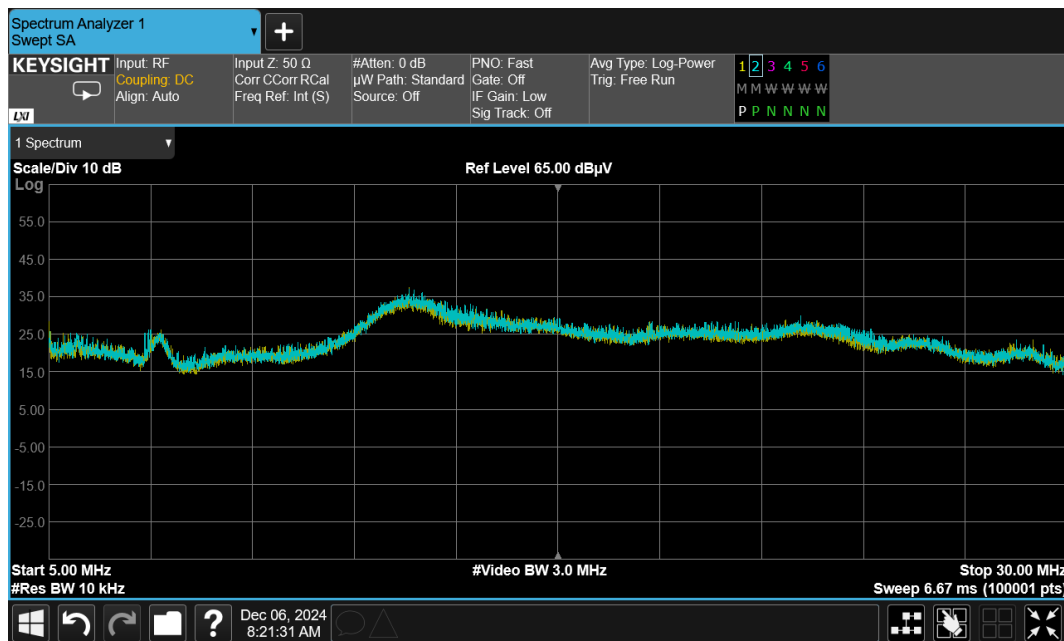 Spectrum Analyzer 1
Swept SA
KEYSIGHT
LXI
Input: RF
Coupling: DC
Align: Auto
Input Z: 50 Ω
Corr CCorr RCal
Freq Ref: Int (S)
#Atten: 0 dB
µW Path: Standard
Source: Off
PNO: Fast
Gate: Off
IF Gain: Low
Sig Track: Off
Avg Type: Log-Power
Trig: Free Run
1 2 3 4 5 6
M M W W W W
P P N N N N
1 Spectrum
Scale/Div 10 dB
Ref Level 65.00 dBµV
Log
55.0
45.0
35.0
25.0
15.0
5.00
-5.00
-15.0
-25.0
Start 5.00 MHz
#Video BW 3.0 MHz
Stop 30.00 MHz
#Res BW 10 kHz
Sweep 6.67 ms (100001 pts)
?
Dec 06, 2024
8:21:31 AM